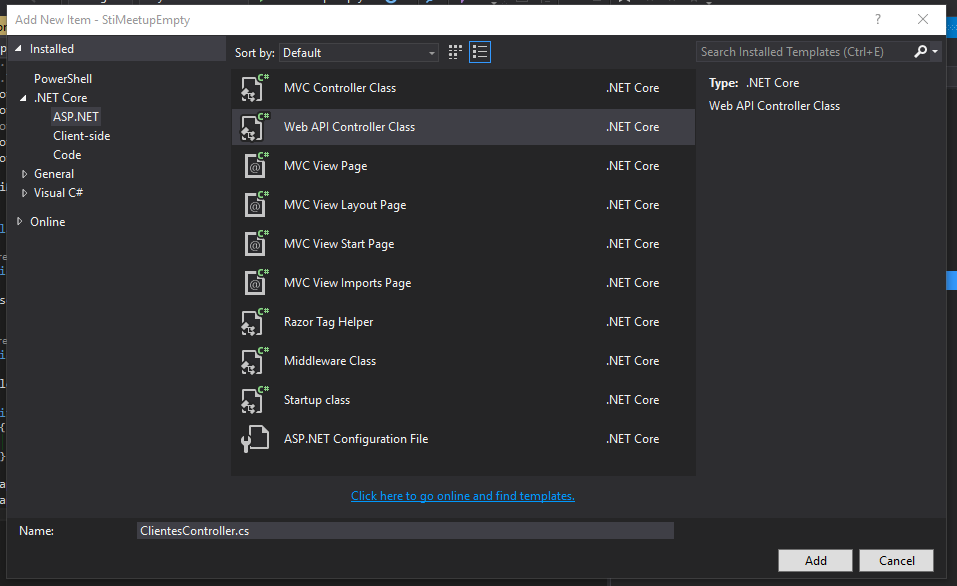 Add New Item - StiMeetupEmpty
?
Installed
Sort by: Default
Search Installed Templates (Ctrl+E)
PowerShell
.NET Core
ASP.NET
Client-side
Code
General
Visual C#
Online
C# MVC Controller Class .NET Core
C# Web API Controller Class .NET Core
C# MVC View Page .NET Core
C# MVC View Layout Page .NET Core
C# MVC View Start Page .NET Core
C# MVC View Imports Page .NET Core
C# Razor Tag Helper .NET Core
C# Middleware Class .NET Core
C# Startup class .NET Core
ASP.NET Configuration File .NET Core
Type: .NET Core
Web API Controller Class
Click here to go online and find templates.
Name: ClientesController.cs
Add Cancel